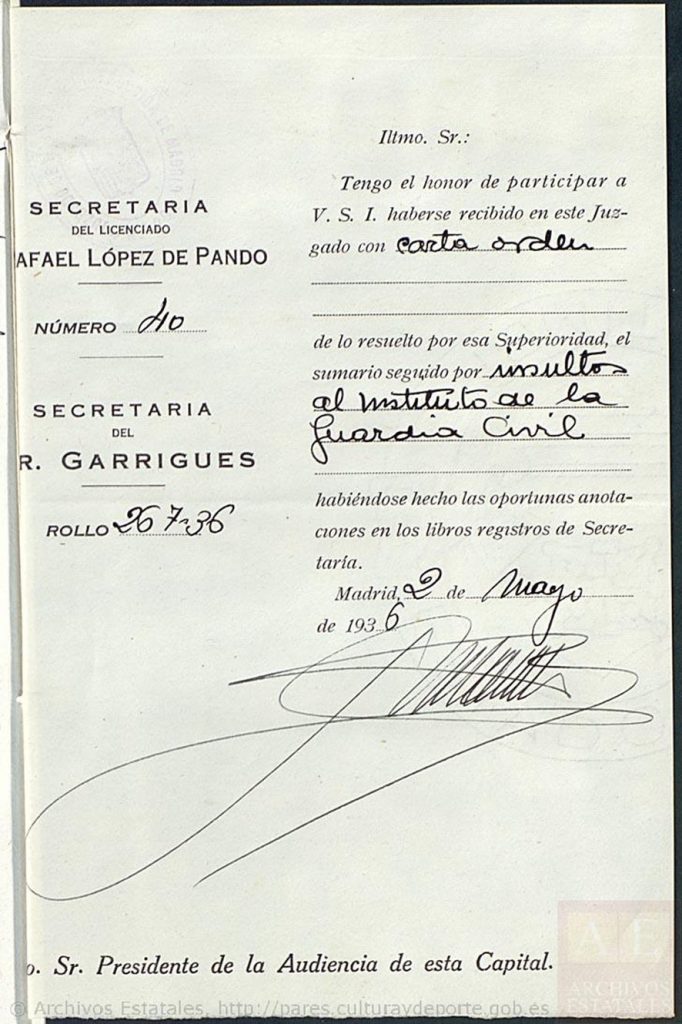 SECRETARIA
DEL LICENCIADO
AFAEL LÓPEZ DE PANDO
NÚMERO 40
SECRETARIA
DEL
R. GARRIGUES
ROLLO 267-36
Iltmo. Sr.:
Tengo el honor de participar a
V. S. I. haberse recibido en este Juz-
gado con carta orden
de lo resuelto por esa Superioridad, el
sumario seguido por insultos
al Instituto de la
Guardia Civil
habiéndose hecho las oportunas anota-
ciones en los libros registros de Secre-
taría.
Madrid, 2 de Mayo
de 1936
o. Sr. Presidente de la Audiencia de esta Capital.
© Archivos Estatales, http://pares.culturaydeporte.gob.es
AE
ARCHIVOS
ESTATALES